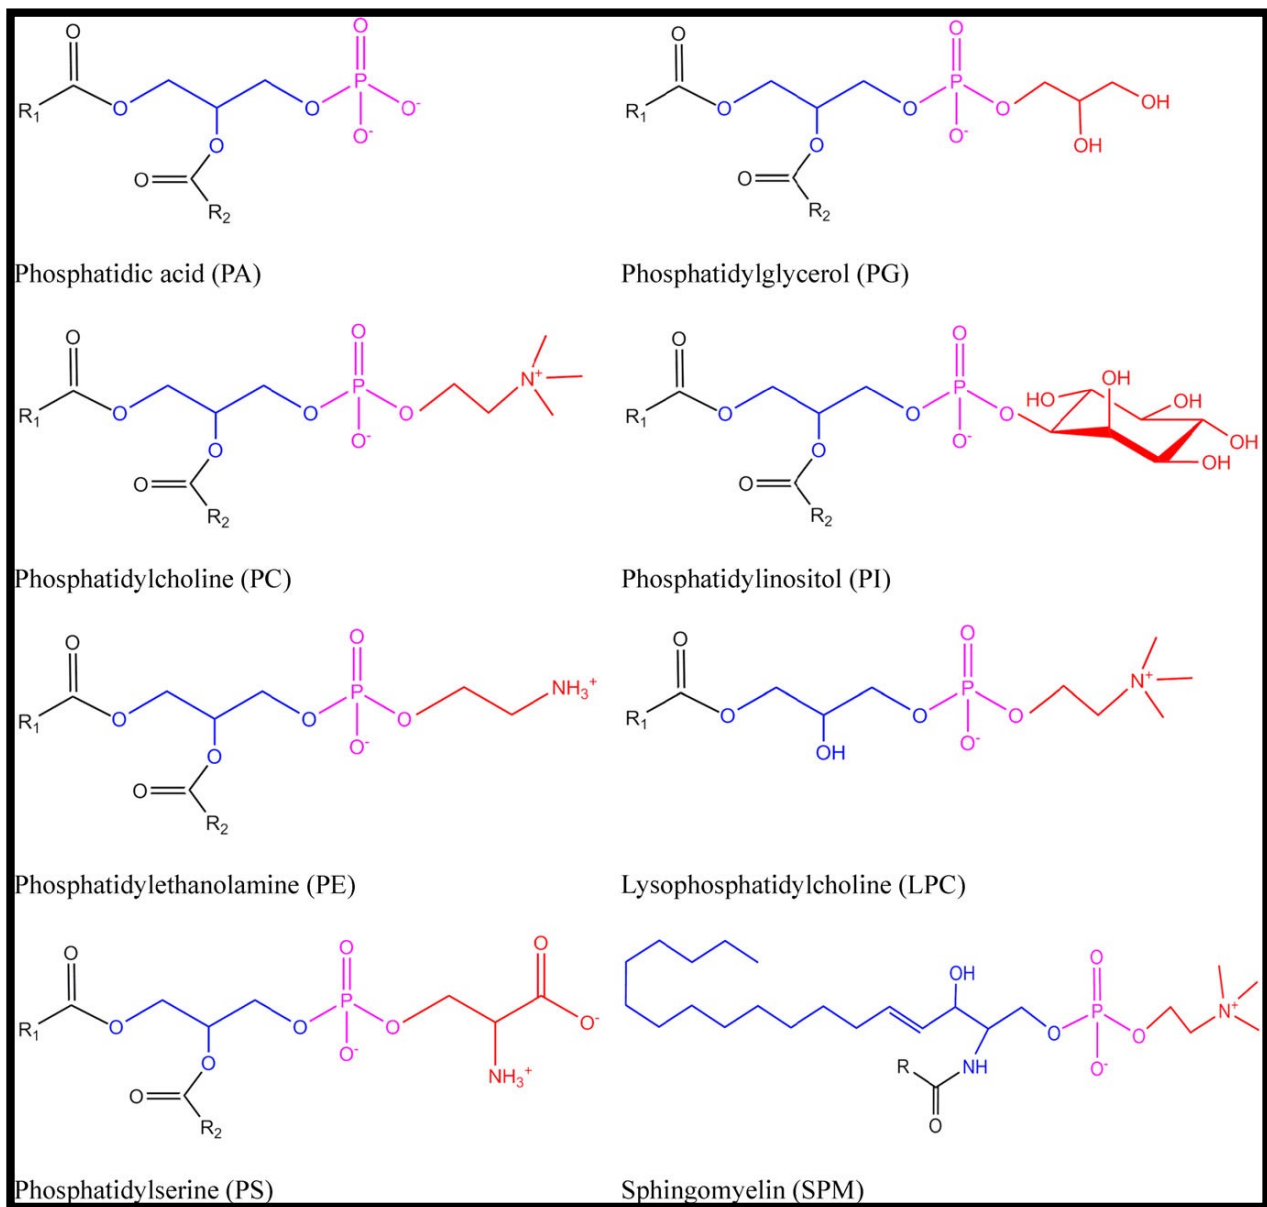 O
O
R₁
O
O
P
O⁻
O
O⁻
O
R₂
Phosphatidic acid (PA)
O
O
R₁
O
O
P
O
OH
O
O⁻
OH
O
R₂
Phosphatidylglycerol (PG)
O
O
R₁
O
O
P
O
N⁺
O
O⁻
O
R₂
Phosphatidylcholine (PC)
O
O
R₁
O
O
P
O
HO
OH
OH
OH
OH
O
O⁻
O
R₂
Phosphatidylinositol (PI)
O
O
R₁
O
O
P
O
NH₃⁺
O
O⁻
O
R₂
Phosphatidylethanolamine (PE)
O
O
R₁
O
O
P
O
N⁺
OH
O⁻
Lysophosphatidylcholine (LPC)
O
O
O
R₁
O
O
P
O
O⁻
O
O⁻
NH₃⁺
O
R₂
Phosphatidylserine (PS)
OH
O
O
P
O
N⁺
R
NH
O⁻
O
Sphingomyelin (SPM)